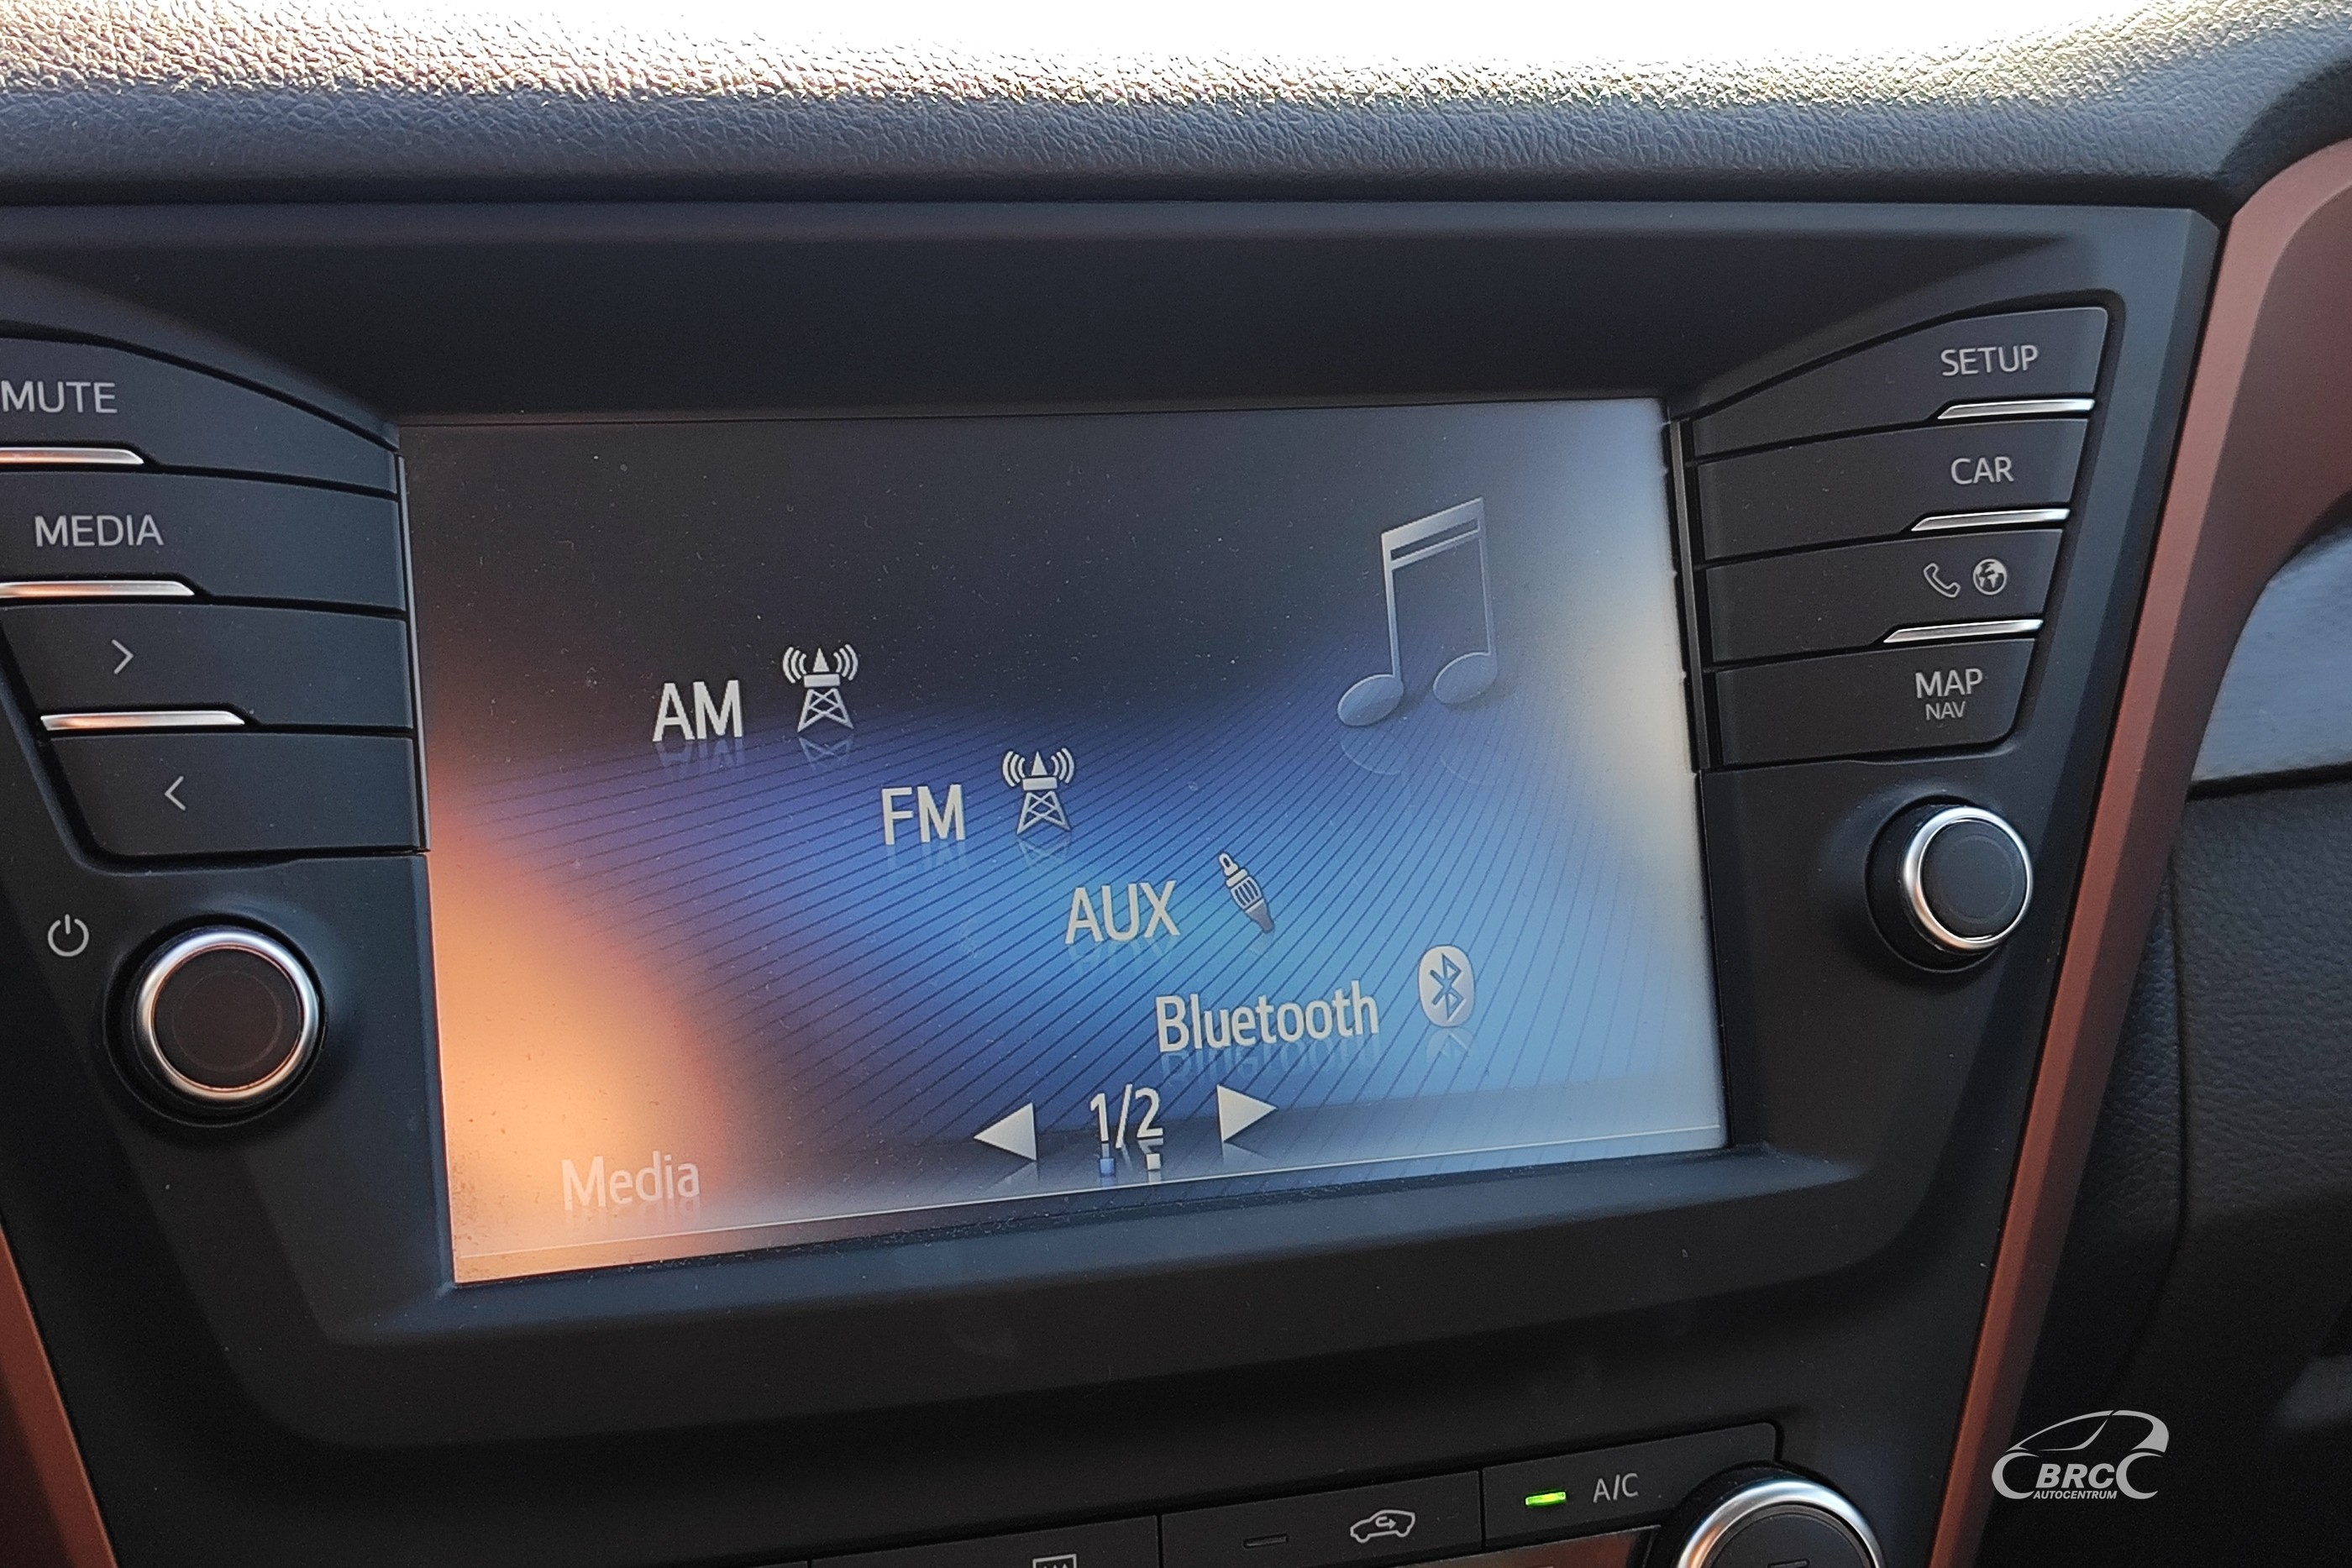 MUTE
MEDIA
SETUP
CAR
MAP
NAV
AM
FM
AUX
Bluetooth
1/2
Media
A/C
BRC
AUTOCENTRUM